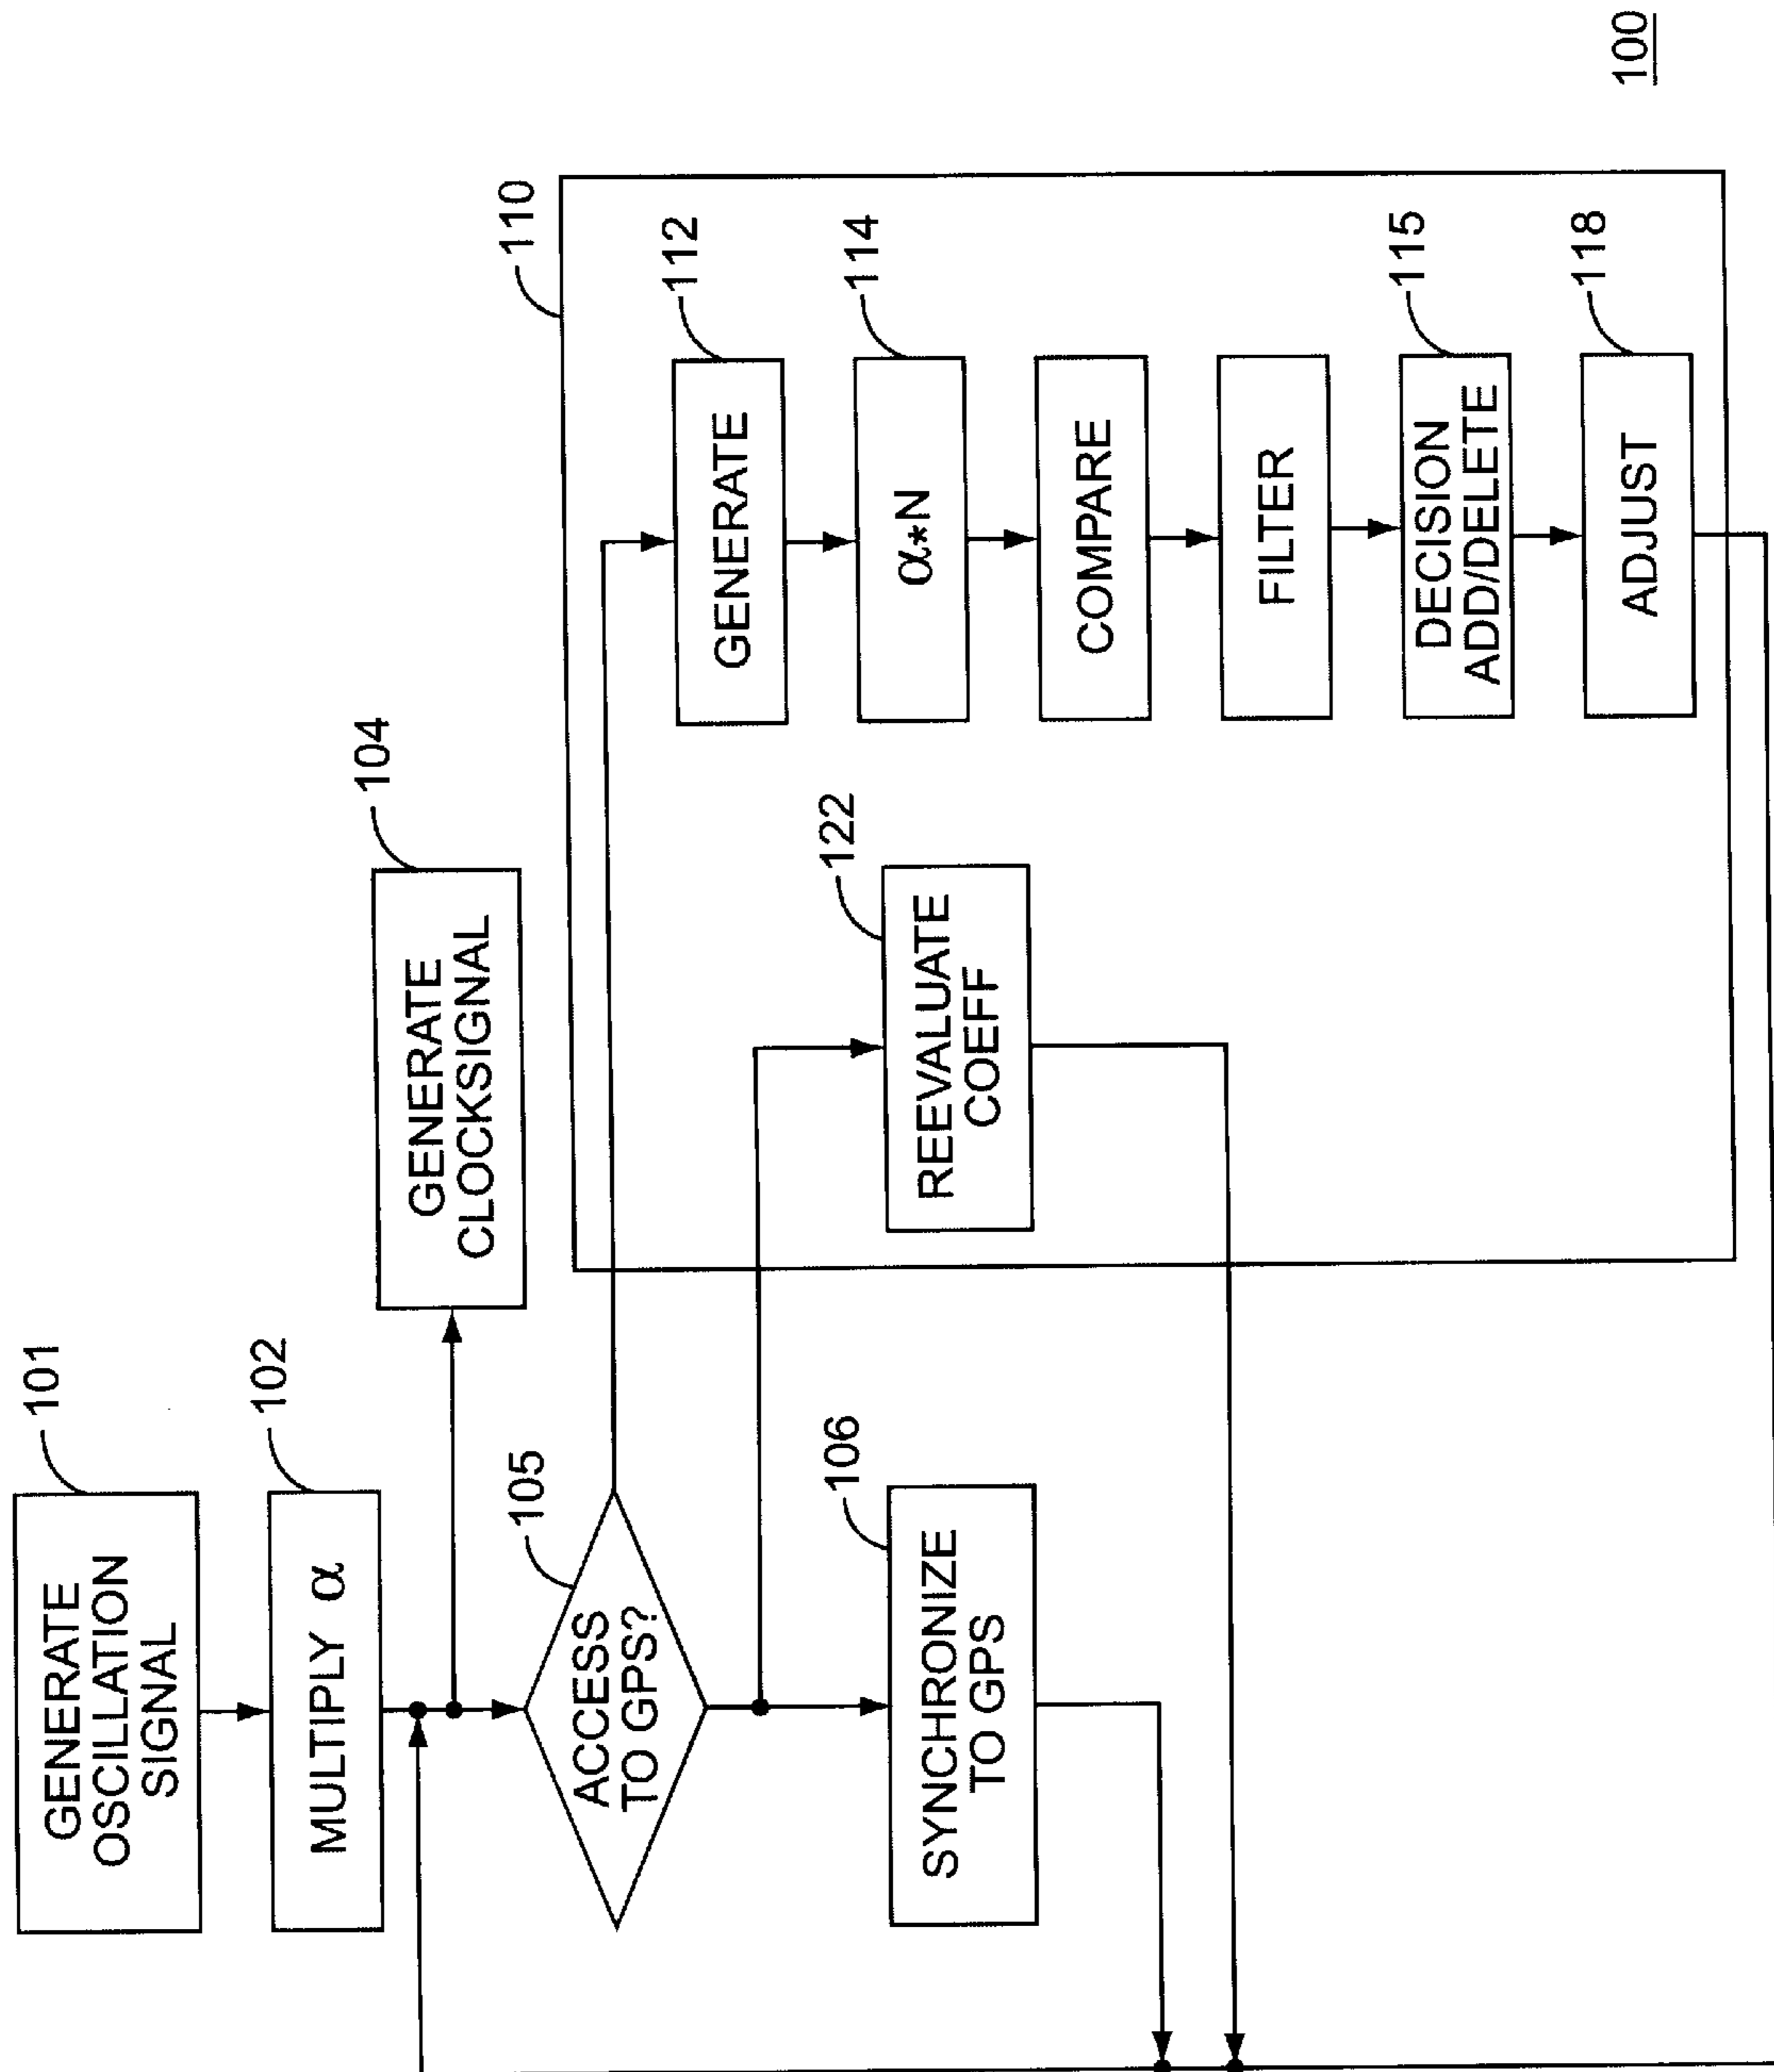 101
GENERATE
OSCILLATION
SIGNAL
102
MULTIPLY α
104
GENERATE
CLOCKSIGNAL
105
ACCESS
TO GPS?
106
SYNCHRONIZE
TO GPS
110
122
REEVALUATE
COEFF
112
GENERATE
114
α*N
COMPARE
FILTER
115
DECISION
ADD/DELETE
118
ADJUST
100